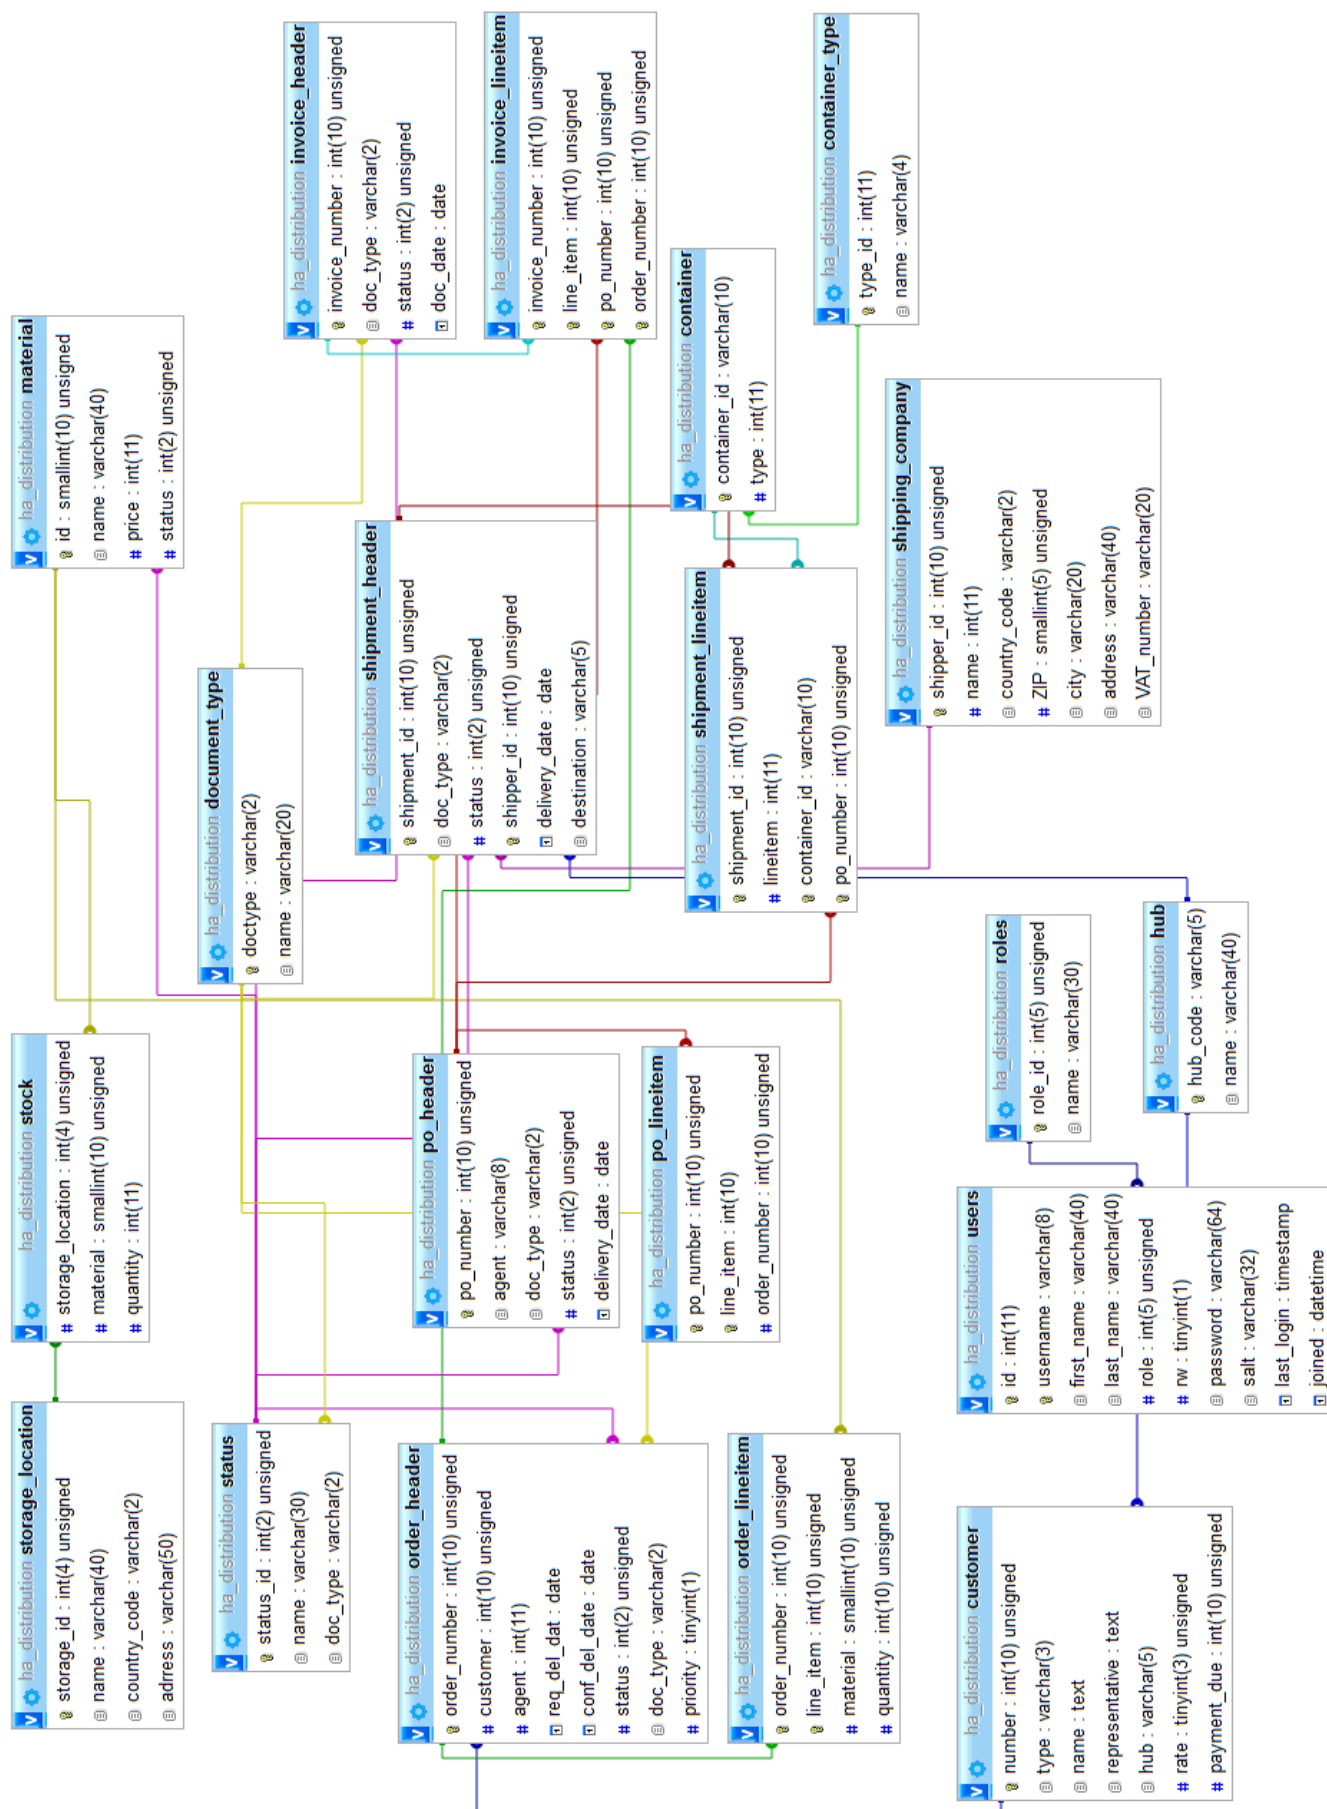 v ha_distribution storage_location
storage_id : int(4) unsigned
name : varchar(40)
country_code : varchar(2)
adress : varchar(50)
v ha_distribution stock
# storage_location : int(4) unsigned
# material : smallint(10) unsigned
# quantity : int(11)
v ha_distribution material
id : smallint(10) unsigned
name : varchar(40)
# price : int(11)
# status : int(2) unsigned
v ha_distribution status
status_id : int(2) unsigned
name : varchar(30)
doc_type : varchar(2)
v ha_distribution document_type
doctype : varchar(2)
name : varchar(20)
v ha_distribution invoice_header
invoice_number : int(10) unsigned
doc_type : varchar(2)
# status : int(2) unsigned
doc_date : date
v ha_distribution order_header
order_number : int(10) unsigned
# customer : int(10) unsigned
# agent : int(11)
req_del_dat : date
conf_del_date : date
# status : int(2) unsigned
doc_type : varchar(2)
# priority : tinyint(1)
v ha_distribution po_header
po_number : int(10) unsigned
agent : varchar(8)
doc_type : varchar(2)
# status : int(2) unsigned
delivery_date : date
v ha_distribution shipment_header
shipment_id : int(10) unsigned
doc_type : varchar(2)
# status : int(2) unsigned
shipper_id : int(10) unsigned
delivery_date : date
destination : varchar(5)
v ha_distribution invoice_lineitem
invoice_number : int(10) unsigned
line_item : int(10) unsigned
po_number : int(10) unsigned
order_number : int(10) unsigned
v ha_distribution order_lineitem
order_number : int(10) unsigned
line_item : int(10) unsigned
# material : smallint(10) unsigned
# quantity : int(10) unsigned
v ha_distribution po_lineitem
po_number : int(10) unsigned
line_item : int(10)
# order_number : int(10) unsigned
v ha_distribution shipment_lineitem
shipment_id : int(10) unsigned
# lineitem : int(11)
container_id : varchar(10)
po_number : int(10) unsigned
v ha_distribution container
container_id : varchar(10)
# type : int(11)
v ha_distribution container_type
type_id : int(11)
name : varchar(4)
v ha_distribution shipping_company
shipper_id : int(10) unsigned
# name : int(11)
country_code : varchar(2)
# ZIP : smallint(5) unsigned
city : varchar(20)
address : varchar(40)
VAT_number : varchar(20)
v ha_distribution customer
number : int(10) unsigned
type : varchar(3)
name : text
representative : text
hub : varchar(5)
# rate : tinyint(3) unsigned
# payment_due : int(10) unsigned
v ha_distribution users
id : int(11)
username : varchar(8)
first_name : varchar(40)
last_name : varchar(40)
# role : int(5) unsigned
# rw : tinyint(1)
password : varchar(64)
salt : varchar(32)
last_login : timestamp
joined : datetime
v ha_distribution roles
role_id : int(5) unsigned
name : varchar(30)
v ha_distribution hub
hub_code : varchar(5)
name : varchar(40)